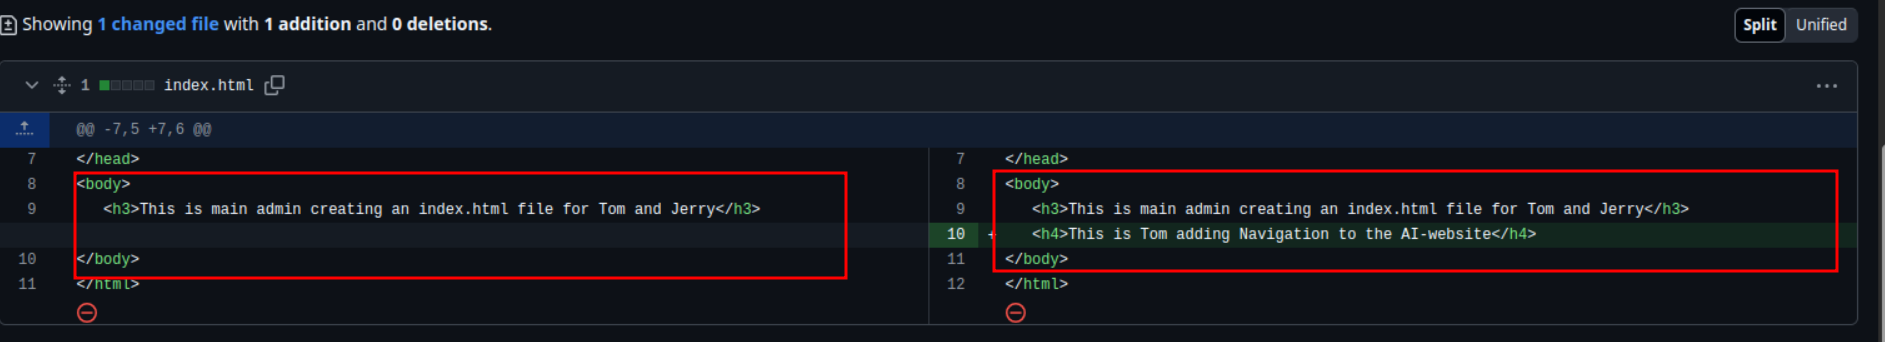 Showing 1 changed file with 1 addition and 0 deletions.
Split Unified
1 index.html
@@ -7,5 +7,6 @@
7 </head>
8 <body>
9 <h3>This is main admin creating an index.html file for Tom and Jerry</h3>
10 </body>
11 </html>
7 </head>
8 <body>
9 <h3>This is main admin creating an index.html file for Tom and Jerry</h3>
10 + <h4>This is Tom adding Navigation to the AI-website</h4>
11 </body>
12 </html>